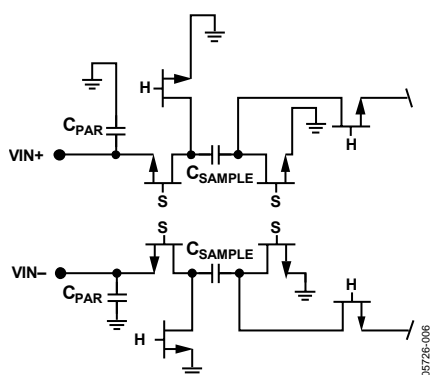 H
C_PAR
VIN+
C_SAMPLE
H
S
S
S
S
C_SAMPLE
VIN–
C_PAR
H
H
05726-006